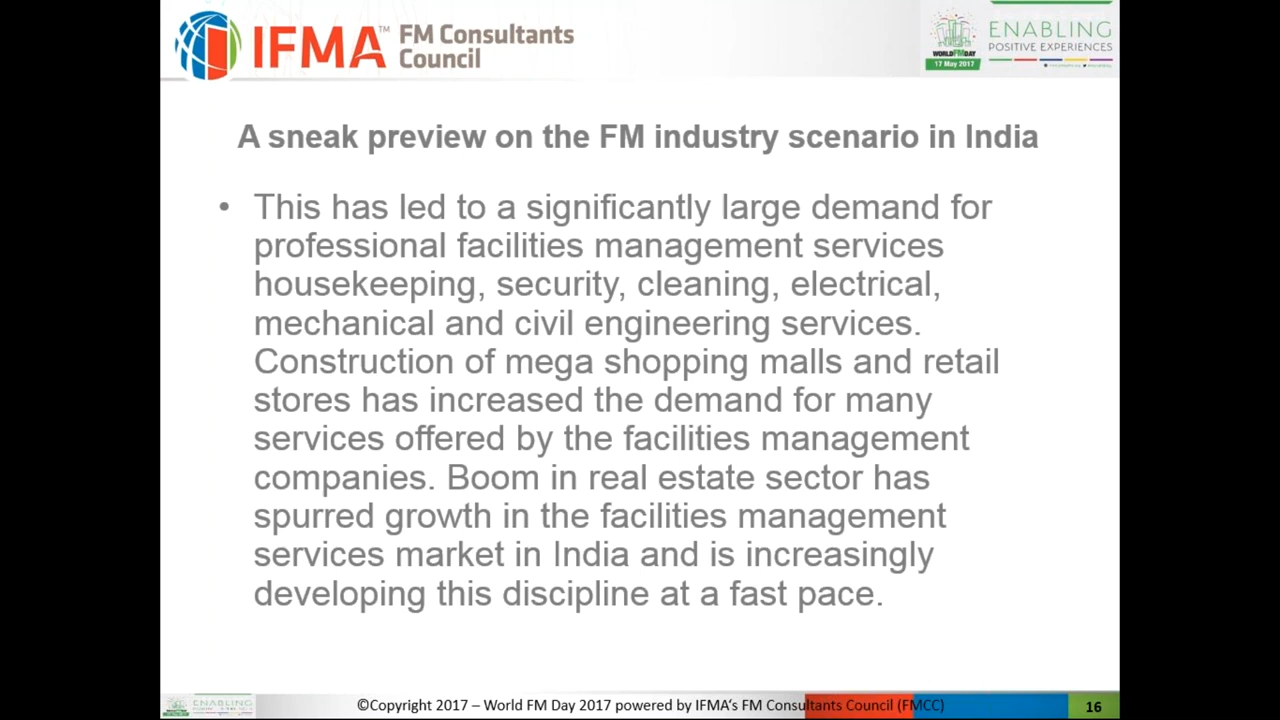 IFMA™ FM Consultants
Council
WORLD FM DAY
17 May 2017
ENABLING
POSITIVE EXPERIENCES
A sneak preview on the FM industry scenario in India
• This has led to a significantly large demand for
professional facilities management services
housekeeping, security, cleaning, electrical,
mechanical and civil engineering services.
Construction of mega shopping malls and retail
stores has increased the demand for many
services offered by the facilities management
companies. Boom in real estate sector has
spurred growth in the facilities management
services market in India and is increasingly
developing this discipline at a fast pace.
ENABLING
©Copyright 2017 – World FM Day 2017 powered by IFMA's FM Consultants Council (FMCC)
16